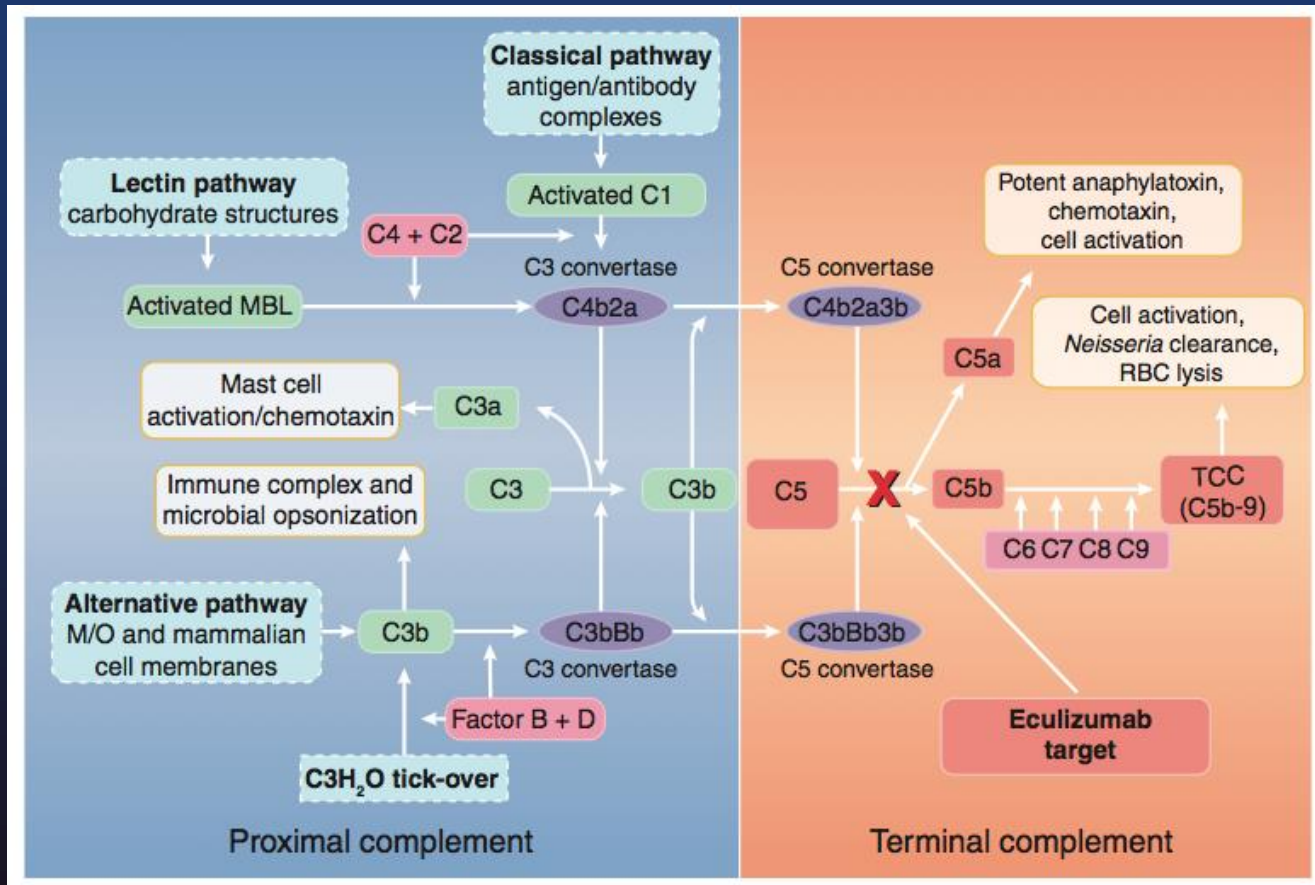 Classical pathway
antigen/antibody
complexes
Lectin pathway
carbohydrate structures
Activated C1
C4 + C2
C3 convertase
Activated MBL
C4b2a
Mast cell
activation/chemotaxin
C3a
Immune complex and
microbial opsonization
C3
C3b
Alternative pathway
M/O and mammalian
cell membranes
C3b
C3bBb
C3 convertase
Factor B + D
C3H₂O tick-over
Proximal complement
Potent anaphylatoxin,
chemotaxin,
cell activation
C5 convertase
C4b2a3b
Cell activation,
Neisseria clearance,
RBC lysis
C5a
C5
X
C5b
TCC
(C5b-9)
C6 C7 C8 C9
C3bBb3b
C5 convertase
Eculizumab
target
Terminal complement